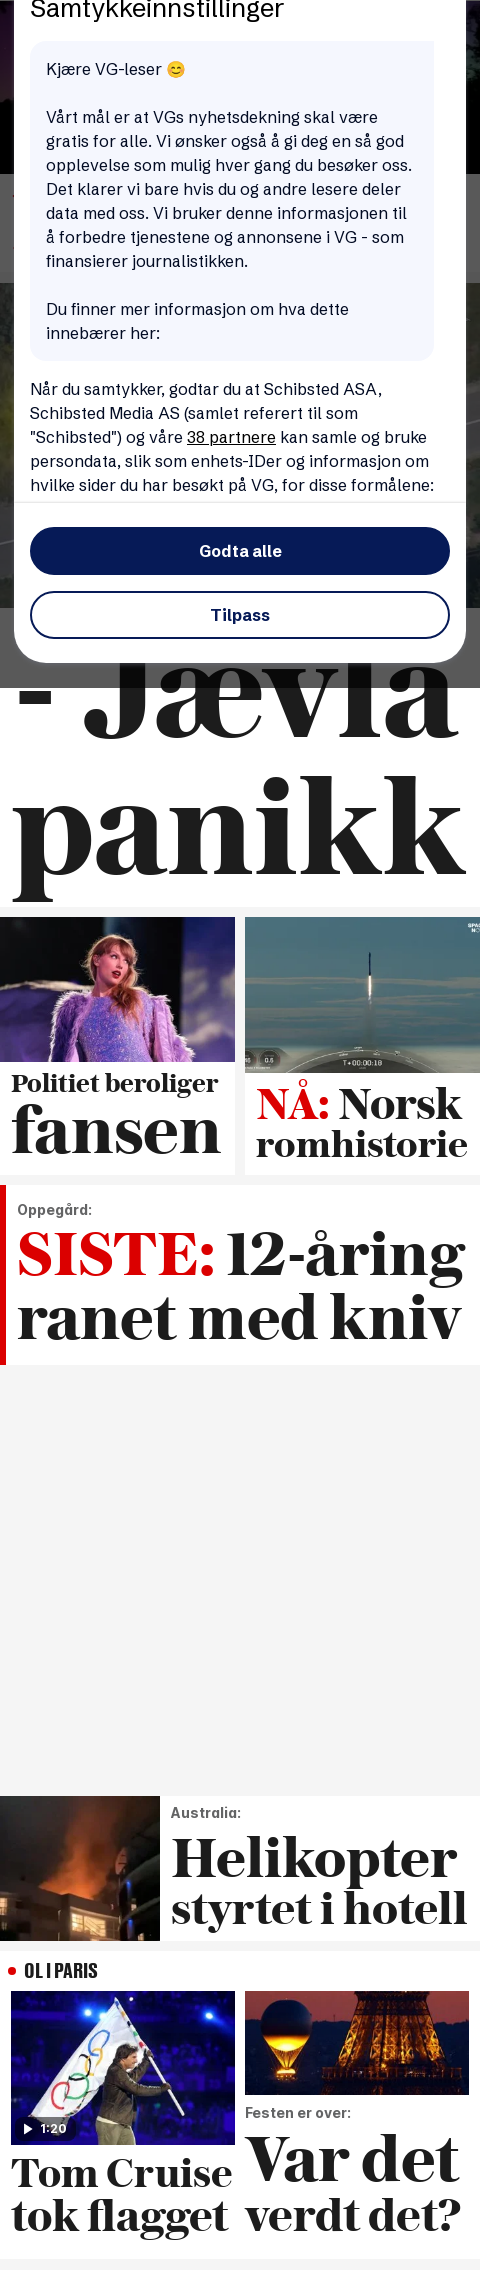 Samtykkeinnstillinger
Kjære VG-leser 😊
Vårt mål er at VGs nyhetsdekning skal være
gratis for alle. Vi ønsker også å gi deg en så god
opplevelse som mulig hver gang du besøker oss.
Det klarer vi bare hvis du og andre lesere deler
data med oss. Vi bruker denne informasjonen til
å forbedre tjenestene og annonsene i VG - som
finansierer journalistikken.
Du finner mer informasjon om hva dette
innebærer her:
Når du samtykker, godtar du at Schibsted ASA,
Schibsted Media AS (samlet referert til som
"Schibsted") og våre 38 partnere kan samle og bruke
persondata, slik som enhets-IDer og informasjon om
hvilke sider du har besøkt på VG, for disse formålene:
Godta alle
Tilpass
- Jævla
panikk
Politiet beroliger
fansen
T+00:00:18
NÅ: Norsk
romhistorie
Oppegård:
SISTE: 12-åring
ranet med kniv
Australia:
Helikopter
styrtet i hotell
OL I PARIS
1:20
Tom Cruise
tok flagget
Festen er over:
Var det
verdt det?